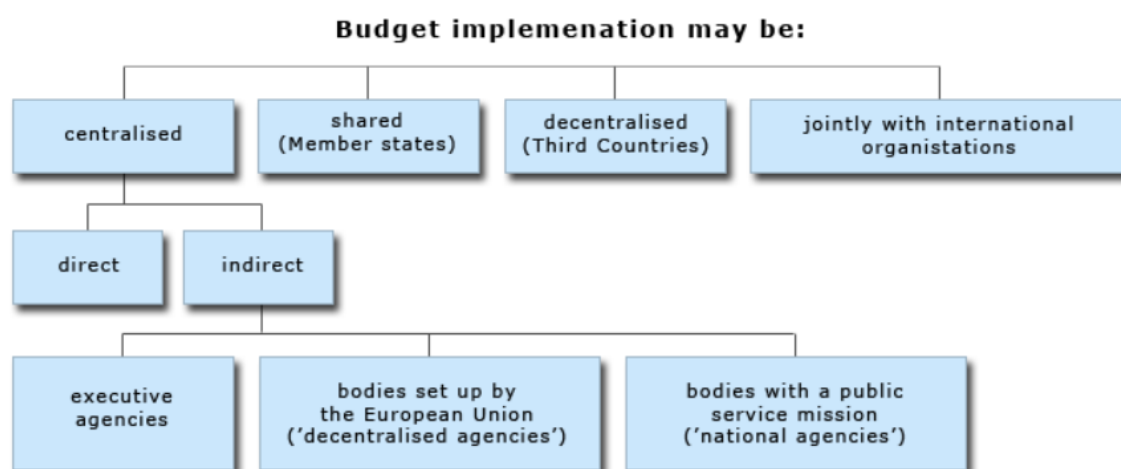 Budget implemenation may be:
centralised
shared
(Member states)
decentralised
(Third Countries)
jointly with international
organistations
direct
indirect
executive
agencies
bodies set up by
the European Union
('decentralised agencies')
bodies with a public
service mission
('national agencies')